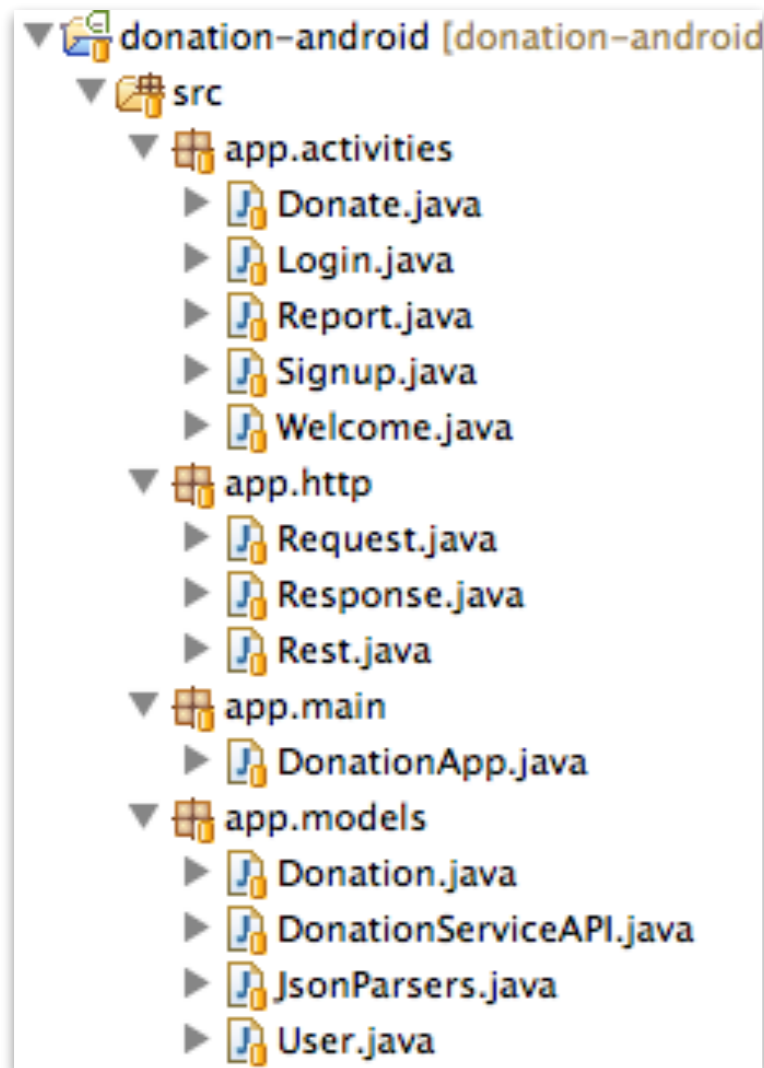 donation-android [donation-android
src
app.activities
Donate.java
Login.java
Report.java
Signup.java
Welcome.java
app.http
Request.java
Response.java
Rest.java
app.main
DonationApp.java
app.models
Donation.java
DonationServiceAPI.java
JsonParsers.java
User.java